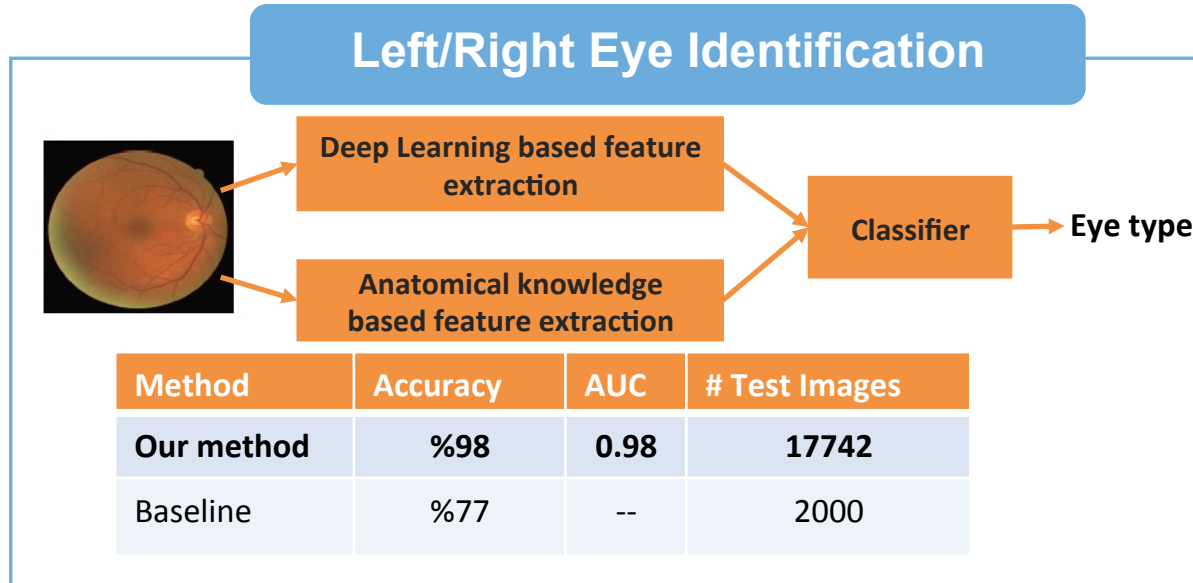 Left/Right Eye Identification
Deep Learning based feature
extraction
Classifier
Eye type
Anatomical knowledge
based feature extraction
Method Accuracy AUC # Test Images
Our method %98 0.98 17742
Baseline %77 -- 2000